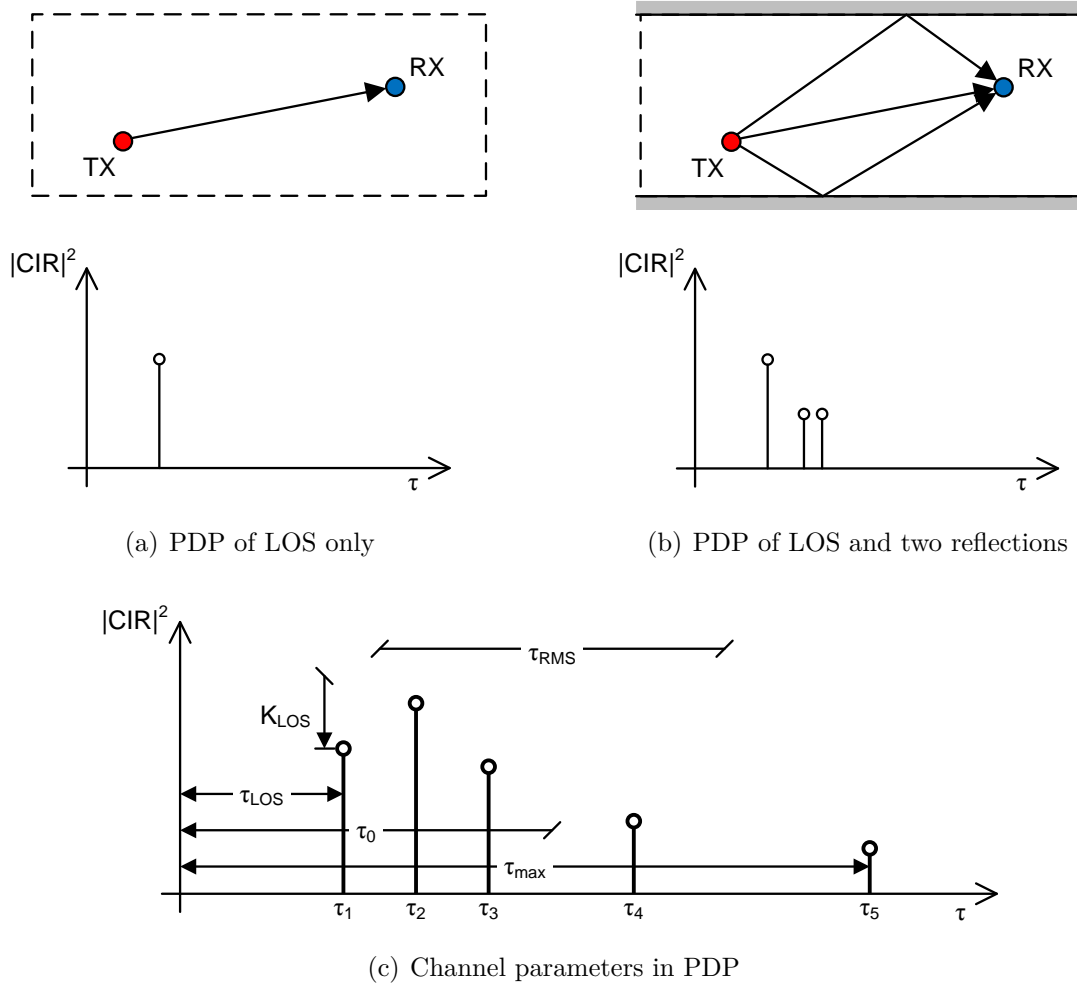 RX
TX
|CIR|²
τ
(a) PDP of LOS only
RX
TX
|CIR|²
τ
(b) PDP of LOS and two reflections
|CIR|²
τRMS
KLOS
τLOS
τ0
τmax
τ1 τ2 τ3 τ4 τ5 τ
(c) Channel parameters in PDP